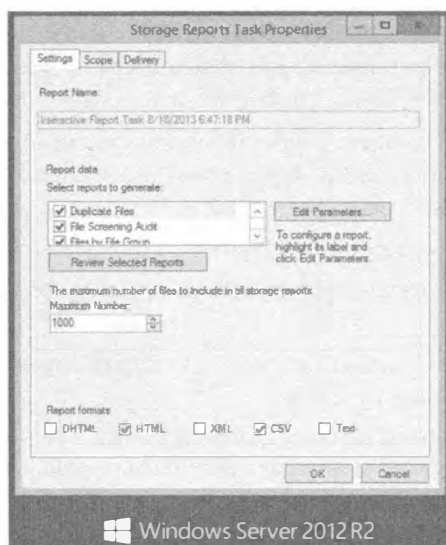 Storage Reports Task Properties
Settings Scope Delivery
Report Name:
Interactive Report Task 8/18/2013 6:47:18 PM
Report data
Select reports to generate:
Duplicate Files
File Screening Audit
Files by File Group
Edit Parameters...
To configure a report,
highlight its label and
click Edit Parameters.
Review Selected Reports
The maximum number of files to include in all storage reports
Maximum Number:
1000
Report formats
DHTML HTML XML CSV Text
OK Cancel
Windows Server 2012 R2